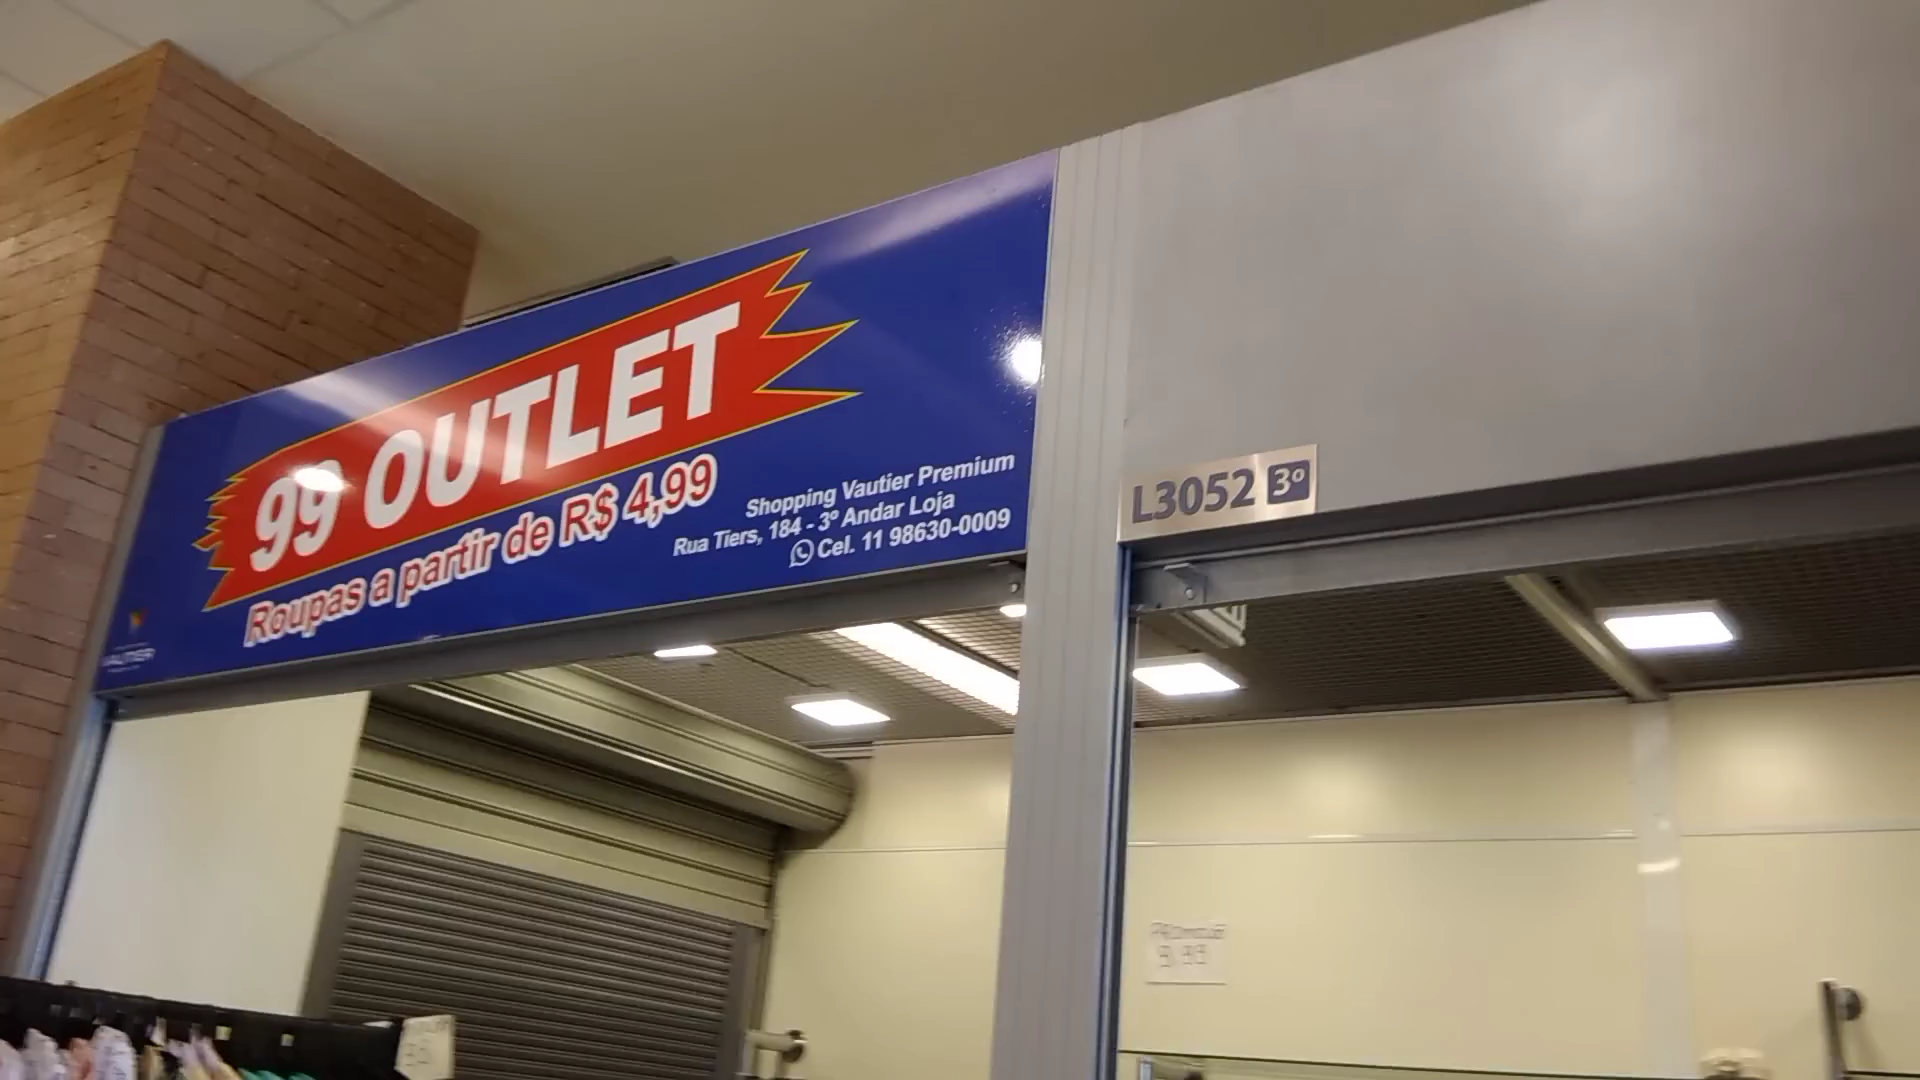 99 OUTLET
Roupas a partir de R$ 4,99
Shopping Vautier Premium
Rua Tiers, 184 - 3º Andar Loja
Cel. 11 98630-0009
L3052 3º